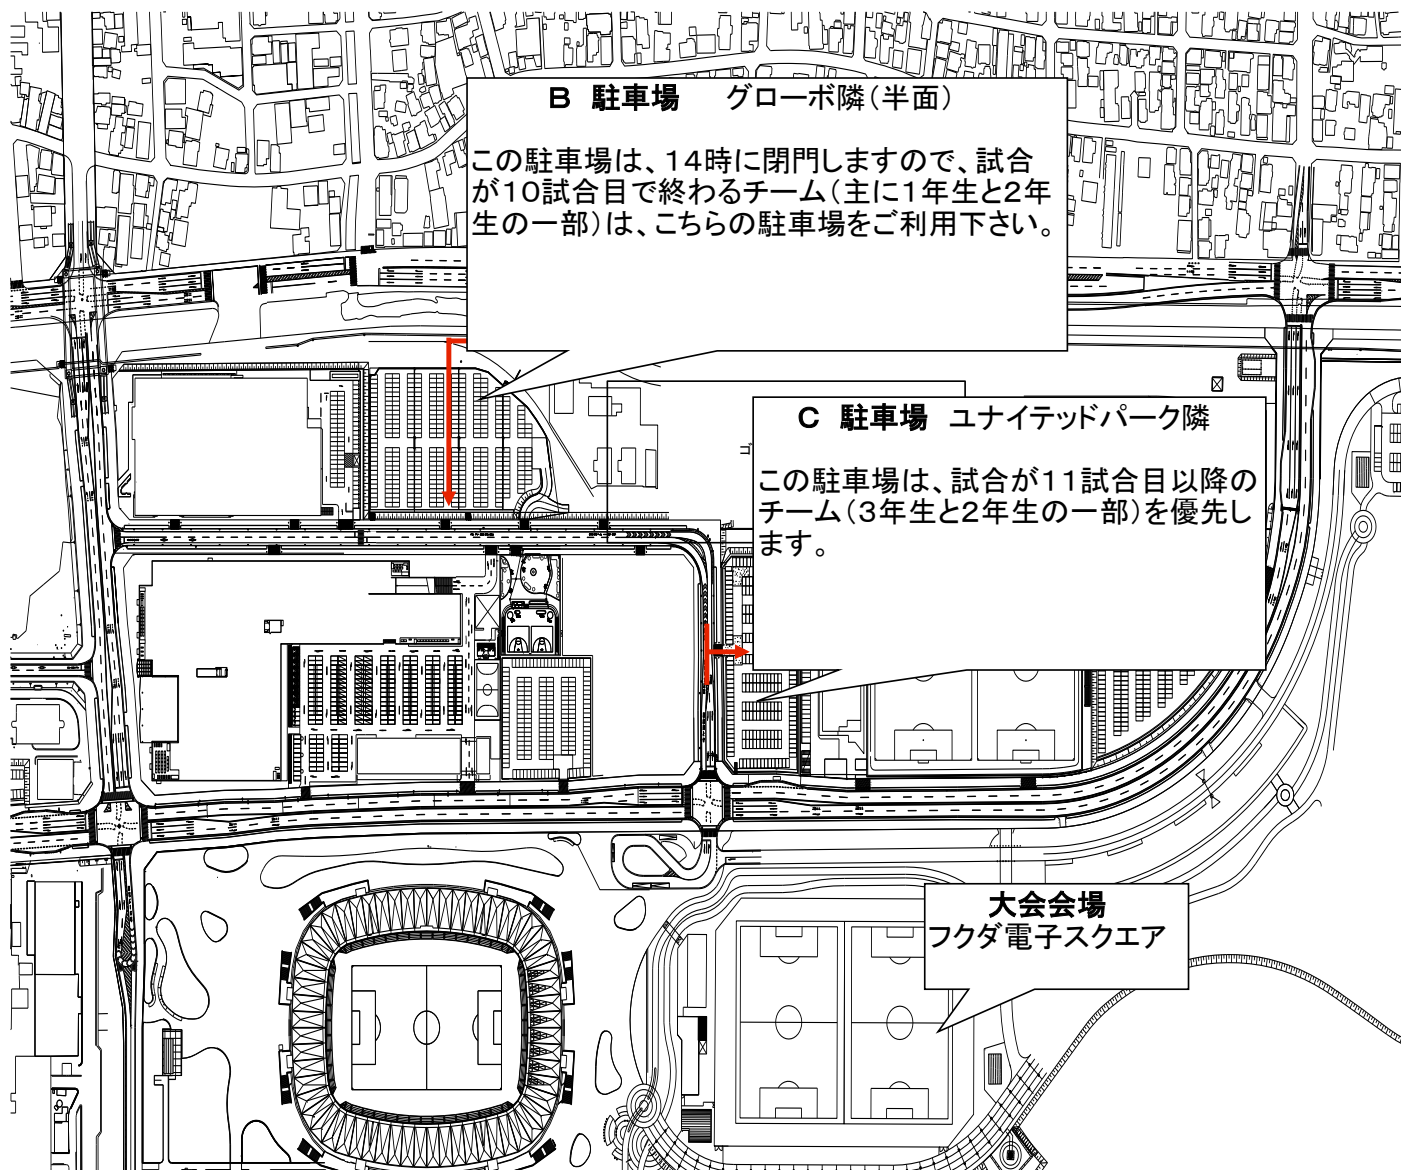 B 駐車場　グローボ隣（半面）
この駐車場は、14時に閉門しますので、試合
が10試合目で終わるチーム（主に1年生と2年
生の一部）は、こちらの駐車場をご利用下さい。
C 駐車場　ユナイテッドパーク隣
この駐車場は、試合が11試合目以降の
チーム（3年生と2年生の一部）を優先し
ます。
大会会場
フクダ電子スクエア